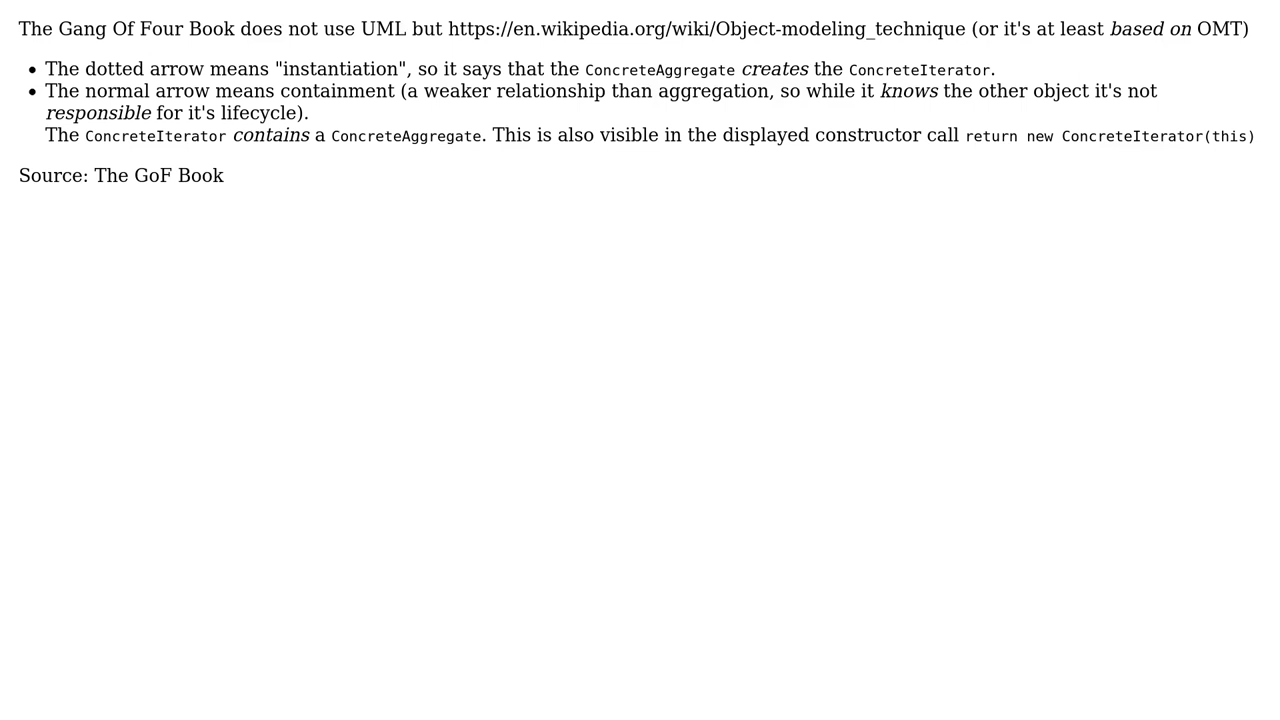 The Gang Of Four Book does not use UML but https://en.wikipedia.org/wiki/Object-modeling_technique (or it's at least based on OMT)
• The dotted arrow means "instantiation", so it says that the ConcreteAggregate creates the ConcreteIterator.
• The normal arrow means containment (a weaker relationship than aggregation, so while it knows the other object it's not
responsible for it's lifecycle).
The ConcreteIterator contains a ConcreteAggregate. This is also visible in the displayed constructor call return new ConcreteIterator(this)
Source: The GoF Book